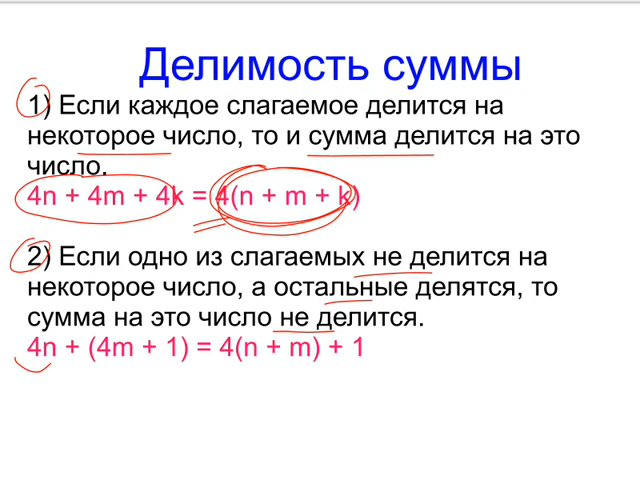 Делимость суммы
1) Если каждое слагаемое делится на
некоторое число, то и сумма делится на это
число.
4n + 4m + 4k = 4(n + m + k)
2) Если одно из слагаемых не делится на
некоторое число, а остальные делятся, то
сумма на это число не делится.
4n + (4m + 1) = 4(n + m) + 1